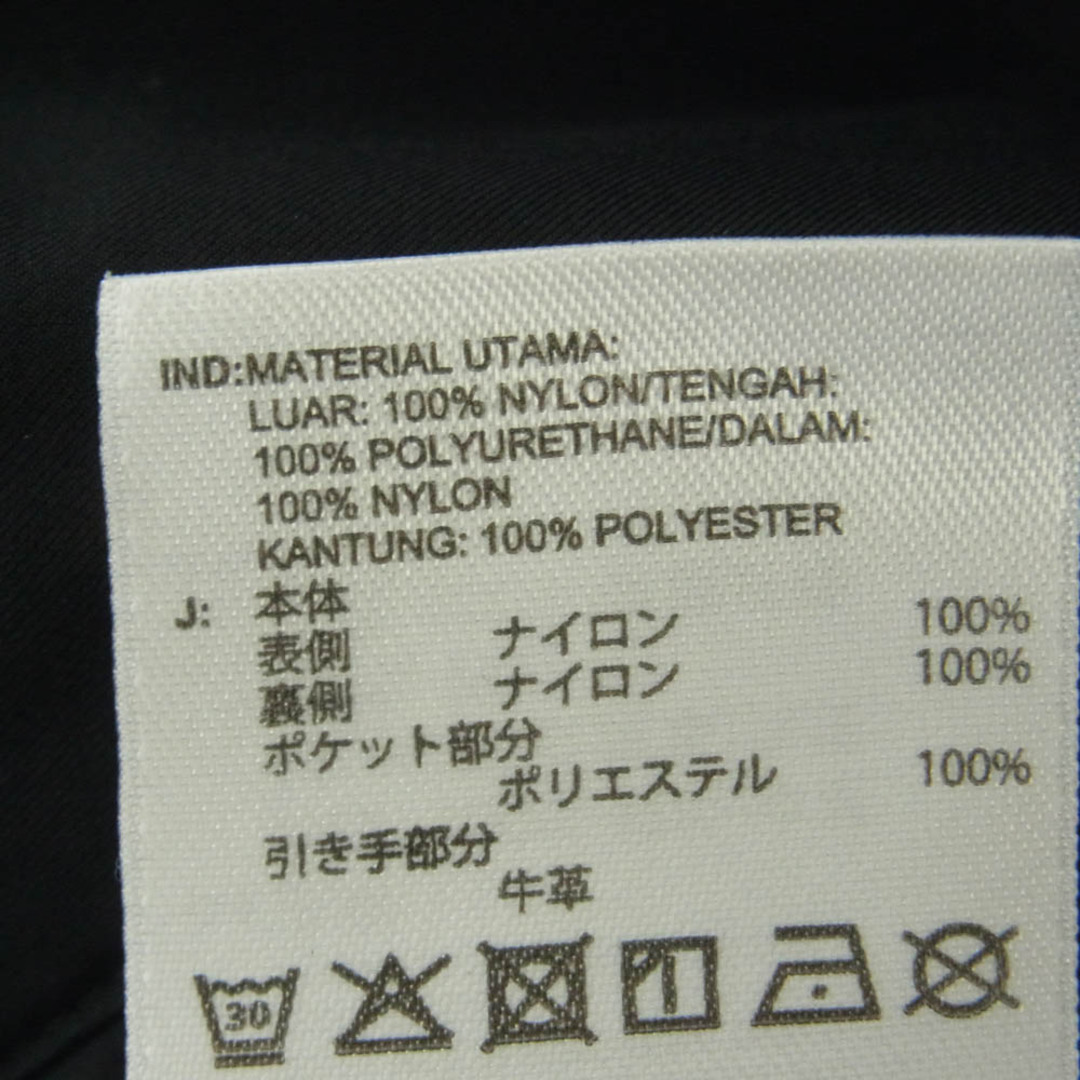 IND:MATERIAL UTAMA:
LUAR: 100% NYLON/TENGAH:
100% POLYURETHANE/DALAM:
100% NYLON
KANTUNG: 100% POLYESTER
J: 本体
表側 ナイロン 100%
裏側 ナイロン 100%
ポケット部分
ポリエステル 100%
引き手部分
牛革
30